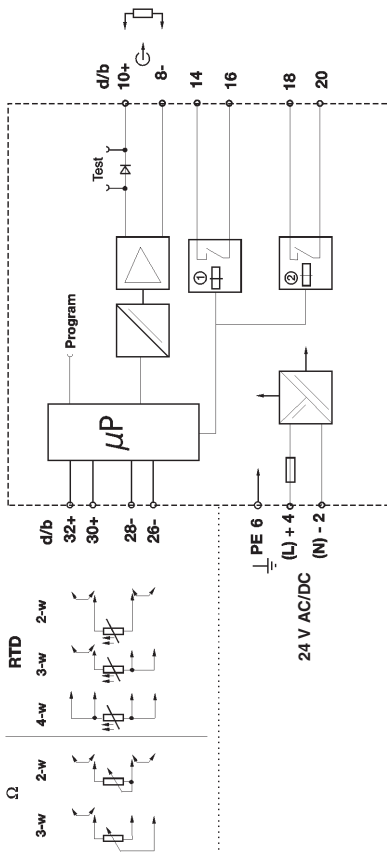 Ω
RTD
3-w
2-w
4-w
3-w
2-w
d/b
32+
30+
28-
26-
PE 6
(L) + 4
(N) - 2
24 V AC/DC
µP
Program
Test
1
2
d/b
10+
8-
14
16
18
20